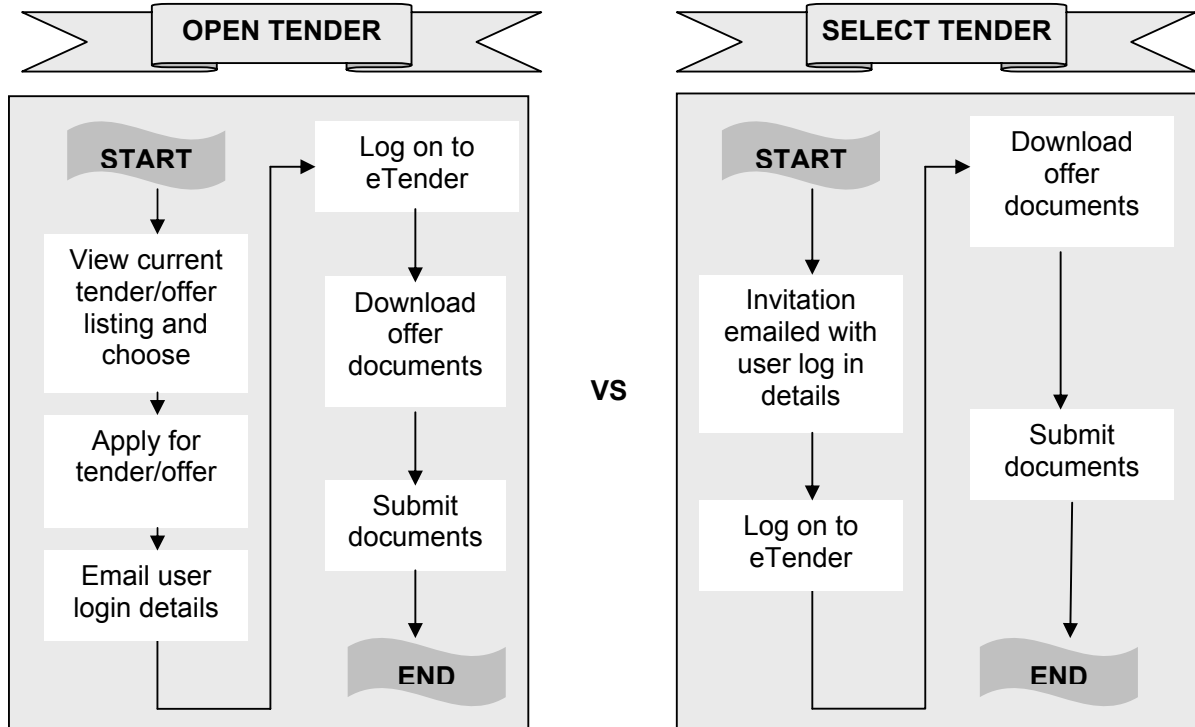 OPEN TENDER
START
View current
tender/offer
listing and
choose
Apply for
tender/offer
Email user
login details
Log on to
eTender
Download
offer
documents
Submit
documents
END
VS
SELECT TENDER
START
Invitation
emailed with
user log in
details
Log on to
eTender
Download
offer
documents
Submit
documents
END